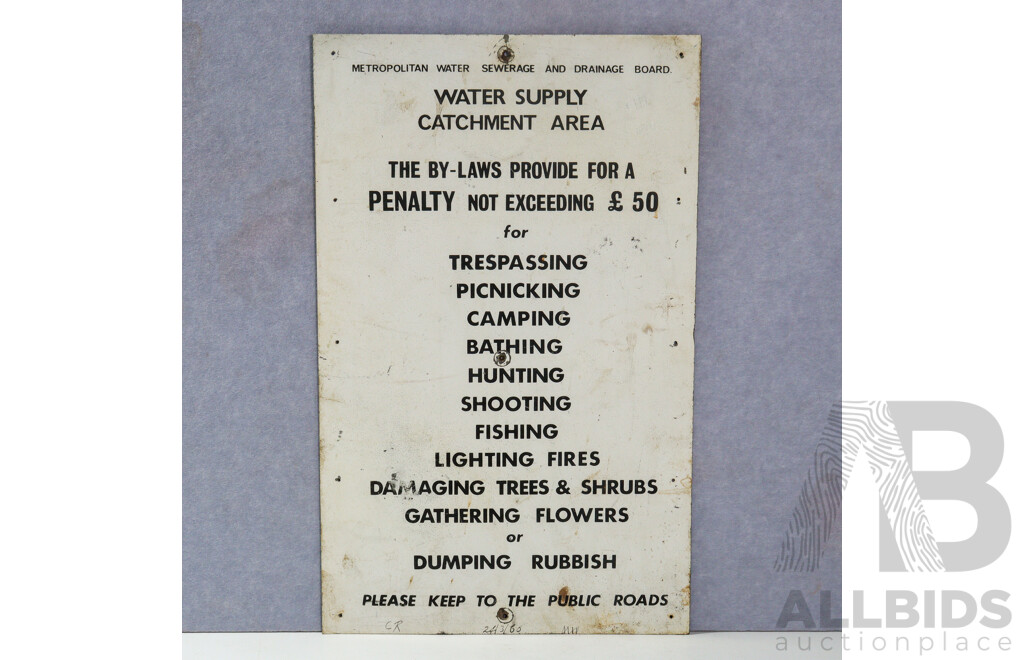 METROPOLITAN WATER SEWERAGE AND DRAINAGE BOARD.
WATER SUPPLY
CATCHMENT AREA
THE BY-LAWS PROVIDE FOR A
PENALTY NOT EXCEEDING £ 50
for
TRESPASSING
PICNICKING
CAMPING
BATHING
HUNTING
SHOOTING
FISHING
LIGHTING FIRES
DAMAGING TREES & SHRUBS
GATHERING FLOWERS
or
DUMPING RUBBISH
PLEASE KEEP TO THE PUBLIC ROADS
AB
ALLBIDS
auctionplace